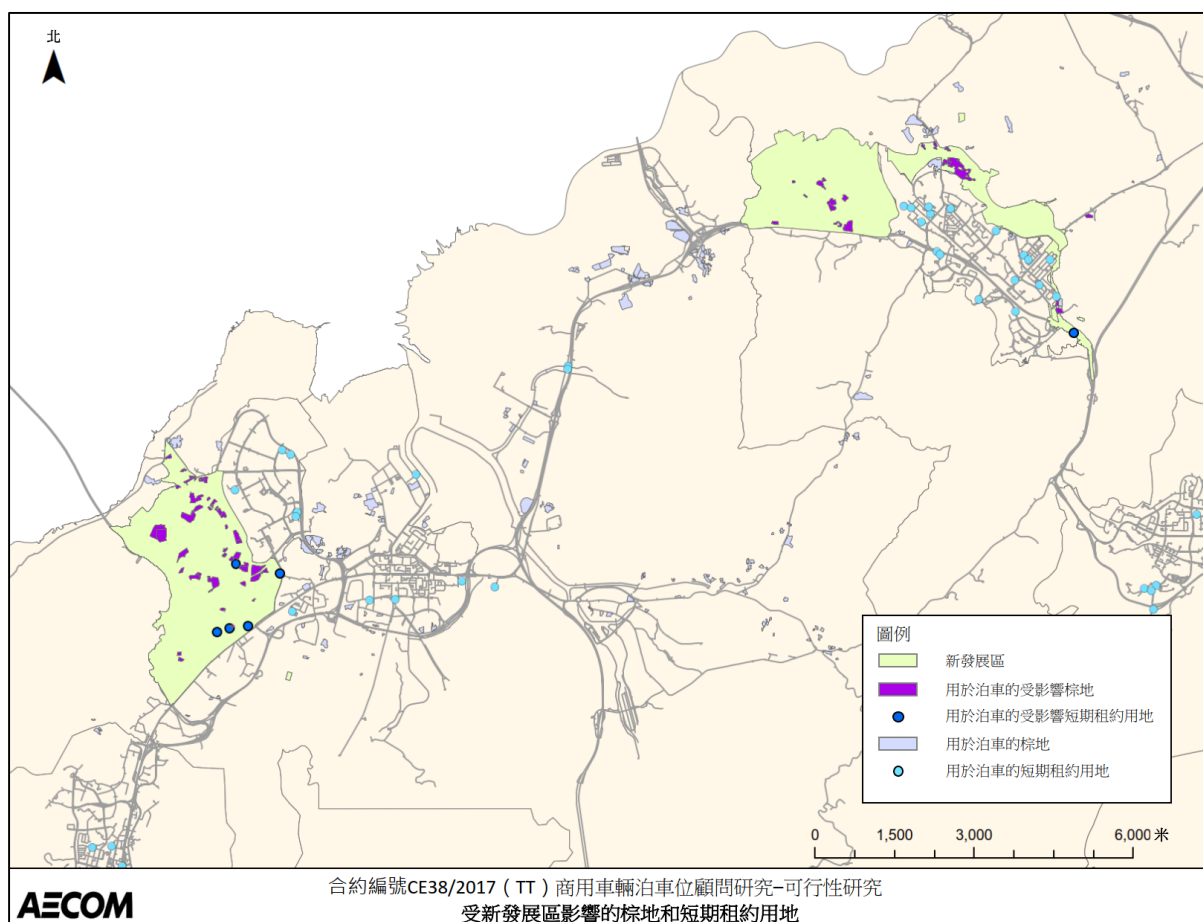 北
圖例
新發展區
用於泊車的受影響棕地
用於泊車的受影響短期租約用地
用於泊車的棕地
用於泊車的短期租約用地
0 1,500 3,000 6,000 米
AECOM
合約編號CE38/2017（TT）商用車輛泊車位顧問研究–可行性研究
受新發展區影響的棕地和短期租約用地